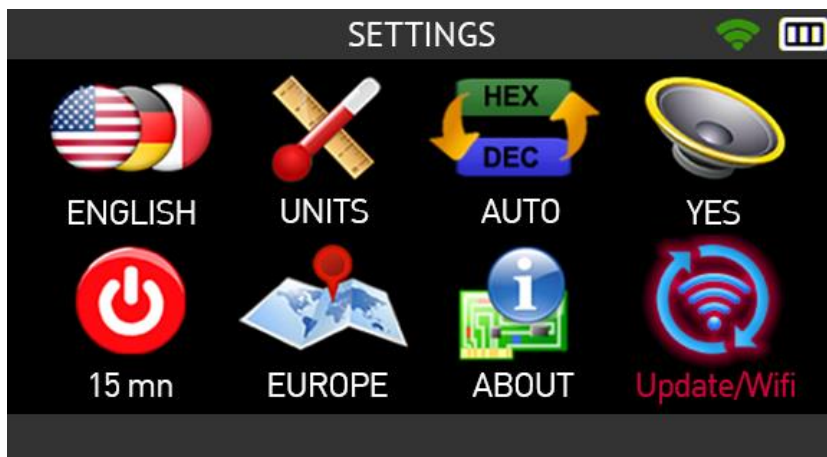 SETTINGS
HEX
DEC
ENGLISH UNITS AUTO YES
i
15 mn EUROPE ABOUT Update/Wifi